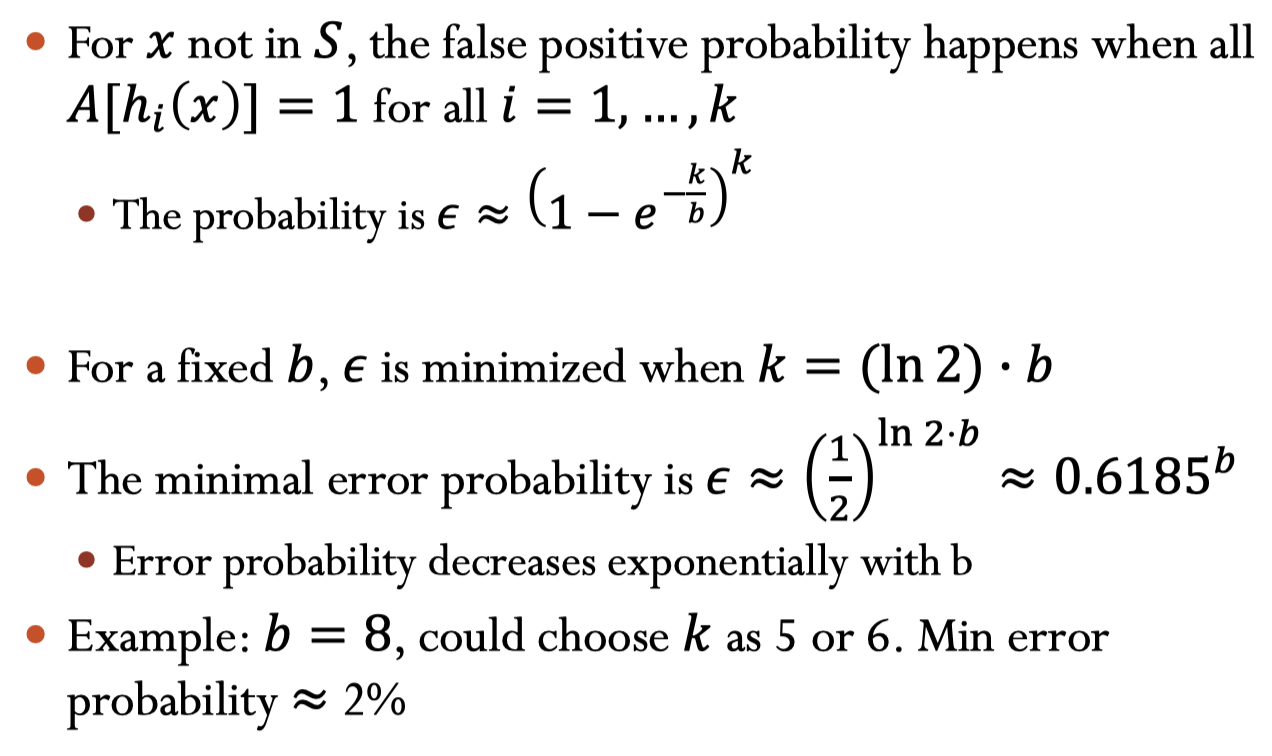 • For x not in S, the false positive probability happens when all
A[hᵢ(x)] = 1 for all i = 1, … , k
• The probability is ϵ ≈ (1 − e^(−k/b))^k
• For a fixed b, ϵ is minimized when k = (ln 2) · b
• The minimal error probability is ϵ ≈ (1/2)^(ln 2·b) ≈ 0.6185^b
• Error probability decreases exponentially with b
• Example: b = 8, could choose k as 5 or 6. Min error
probability ≈ 2%